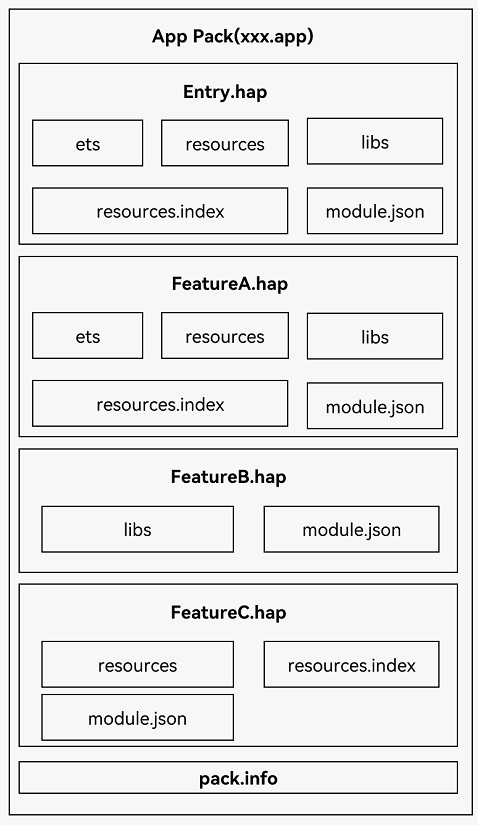 App Pack(xxx.app)
Entry.hap
ets resources libs
resources.index module.json
FeatureA.hap
ets resources libs
resources.index module.json
FeatureB.hap
libs module.json
FeatureC.hap
resources resources.index
module.json
pack.info